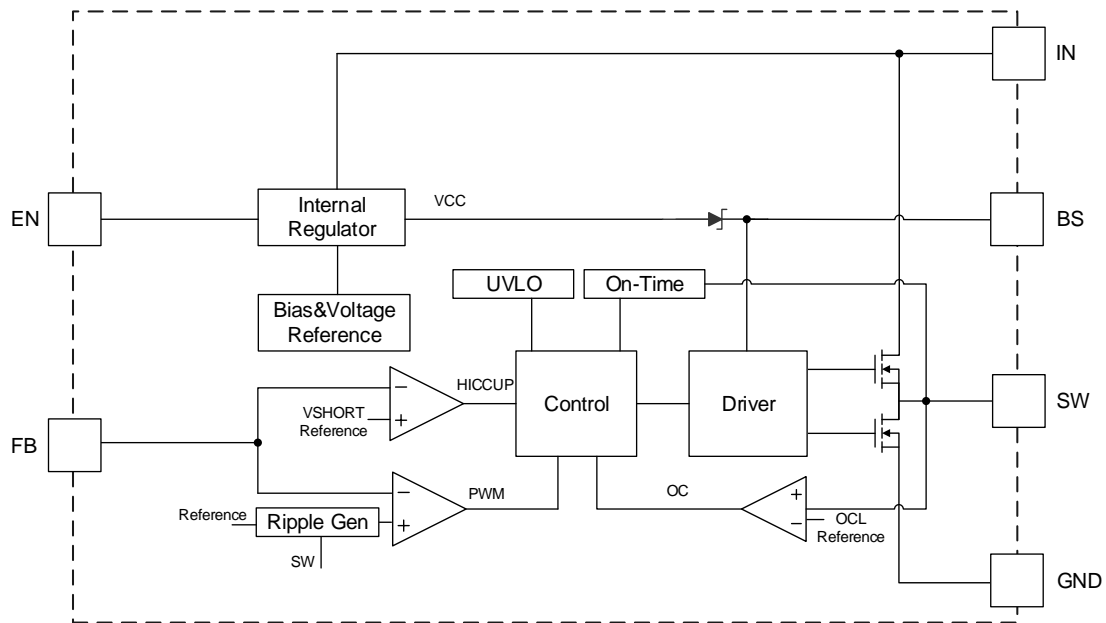 IN
EN
Internal
Regulator
VCC
BS
UVLO
On-Time
Bias&Voltage
Reference
HICCUP
VSHORT
Reference
Control
Driver
SW
FB
PWM
OC
Reference
Ripple Gen
SW
OCL
Reference
GND
−
+
−
+
+
−